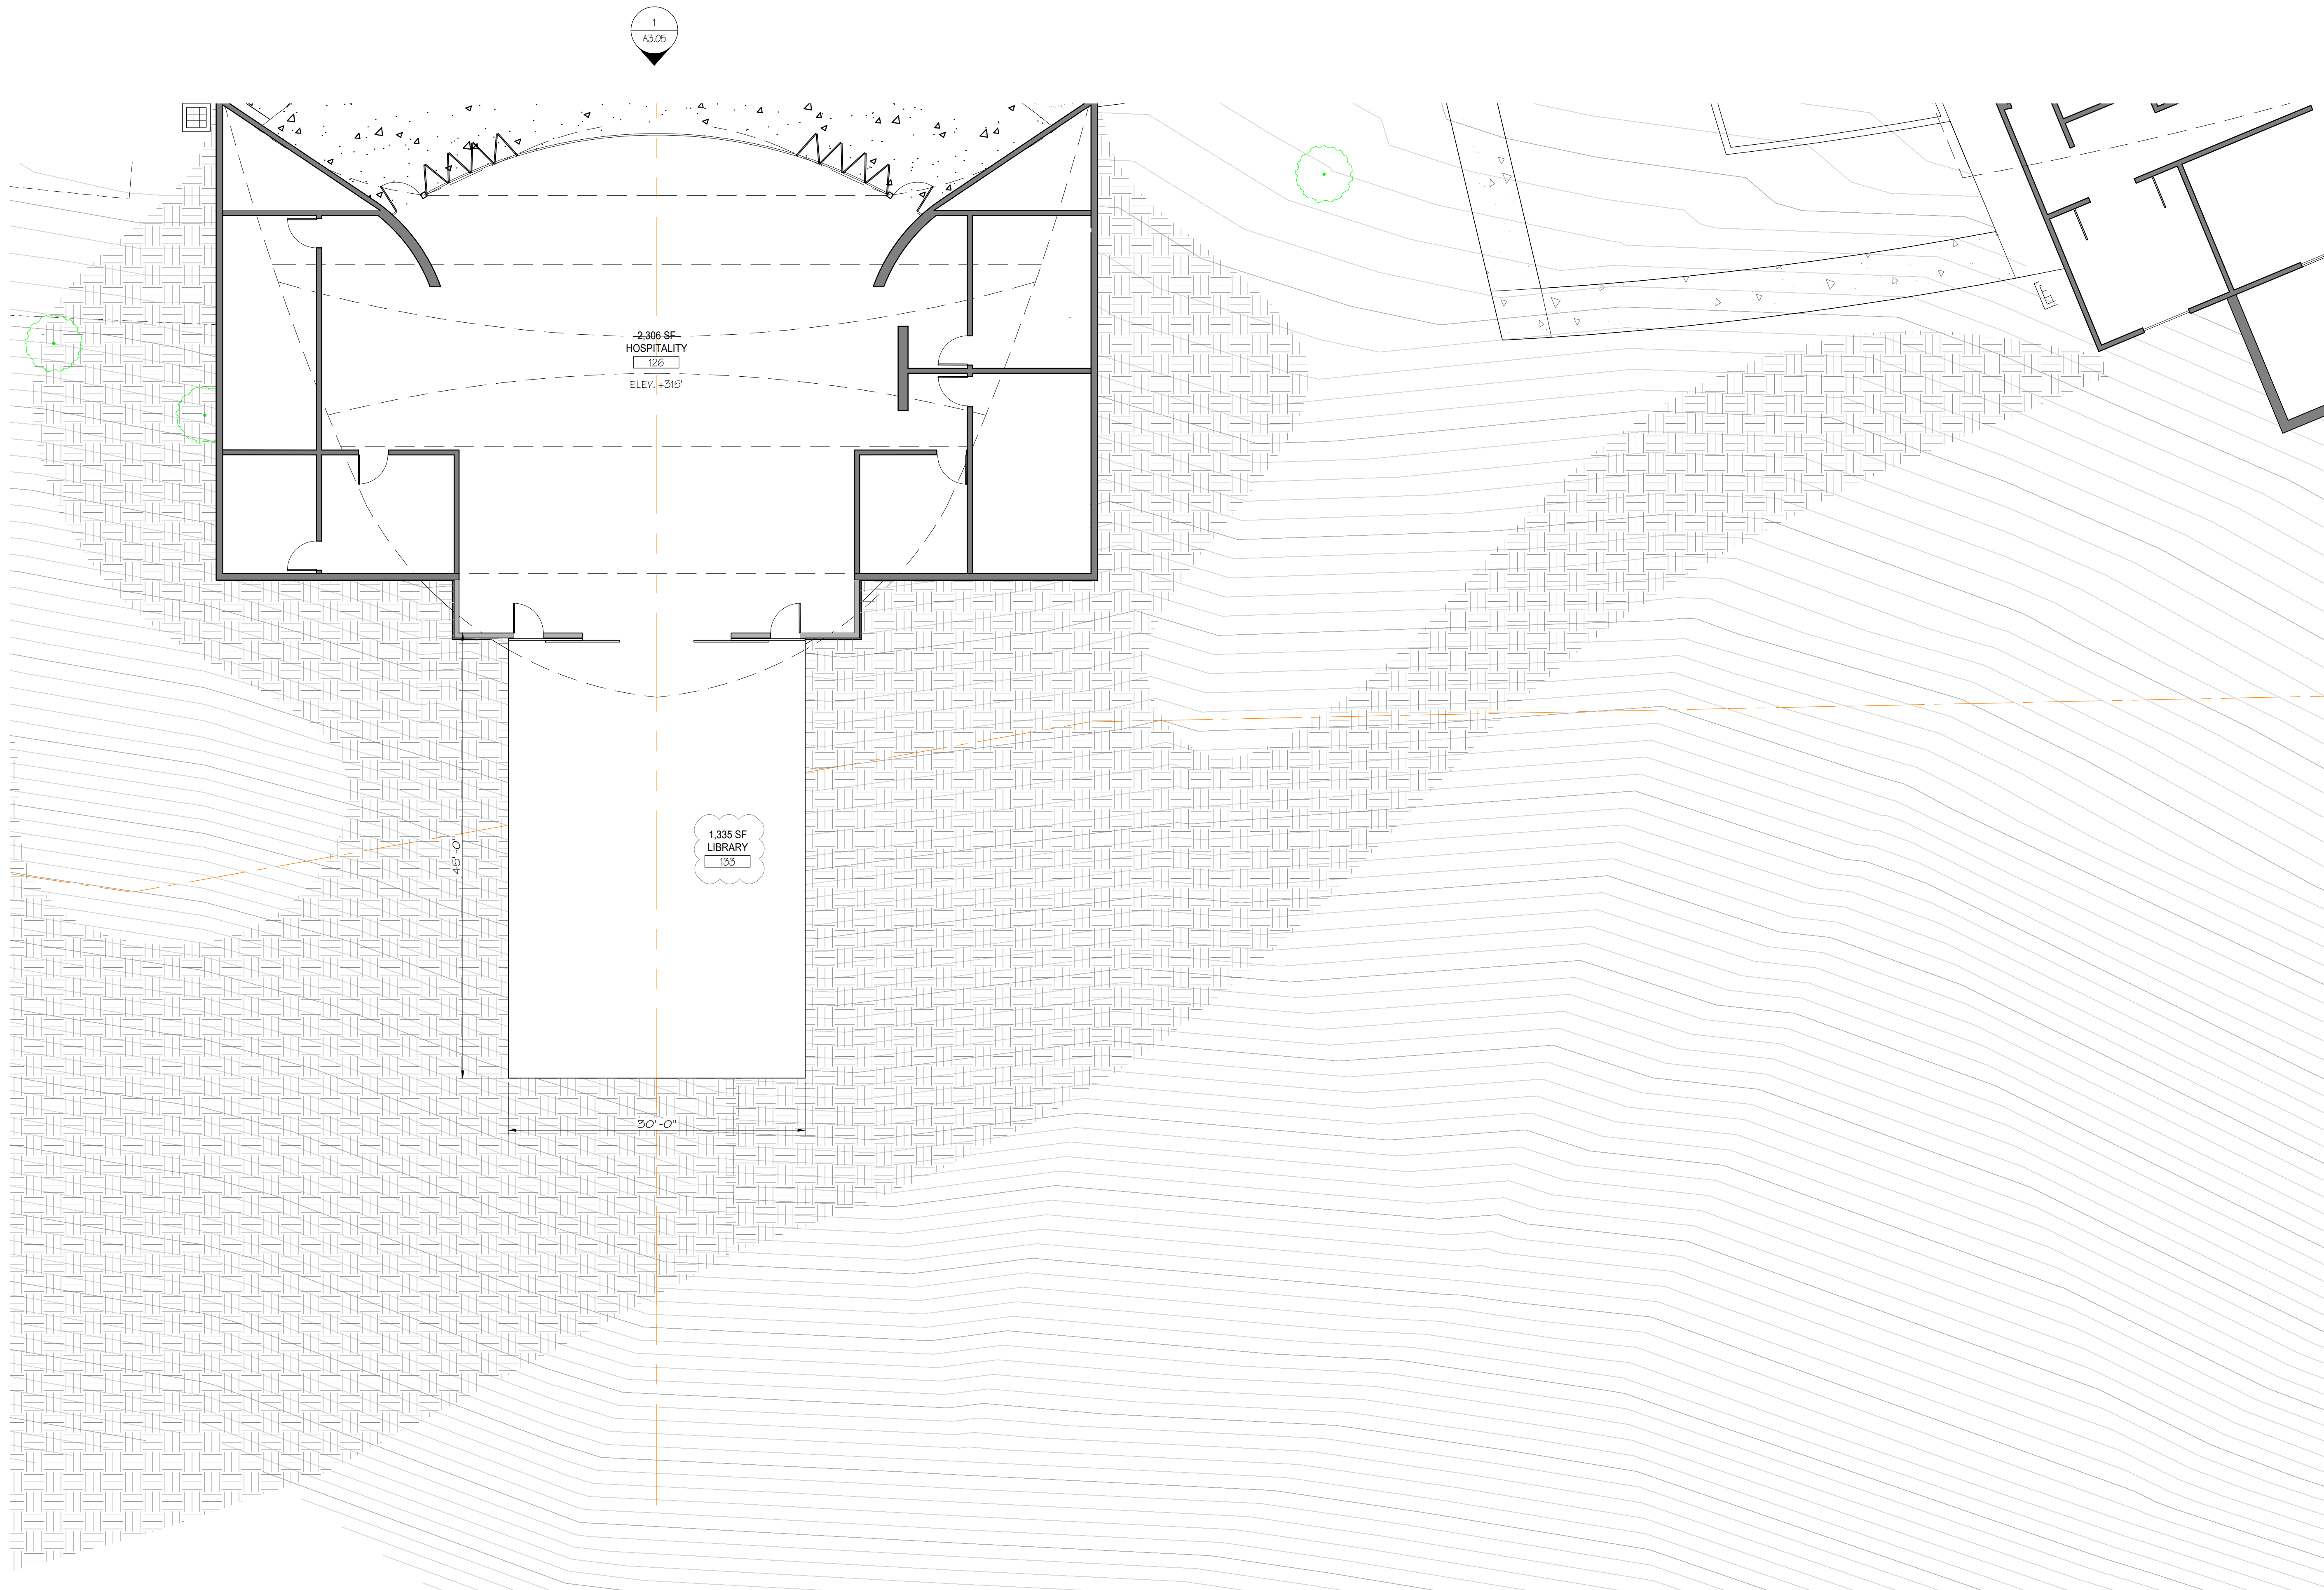 1
A3.05
2,306 SF
HOSPITALITY
126
ELEV. +315'
1,335 SF
LIBRARY
133
45'-0"
30'-0"